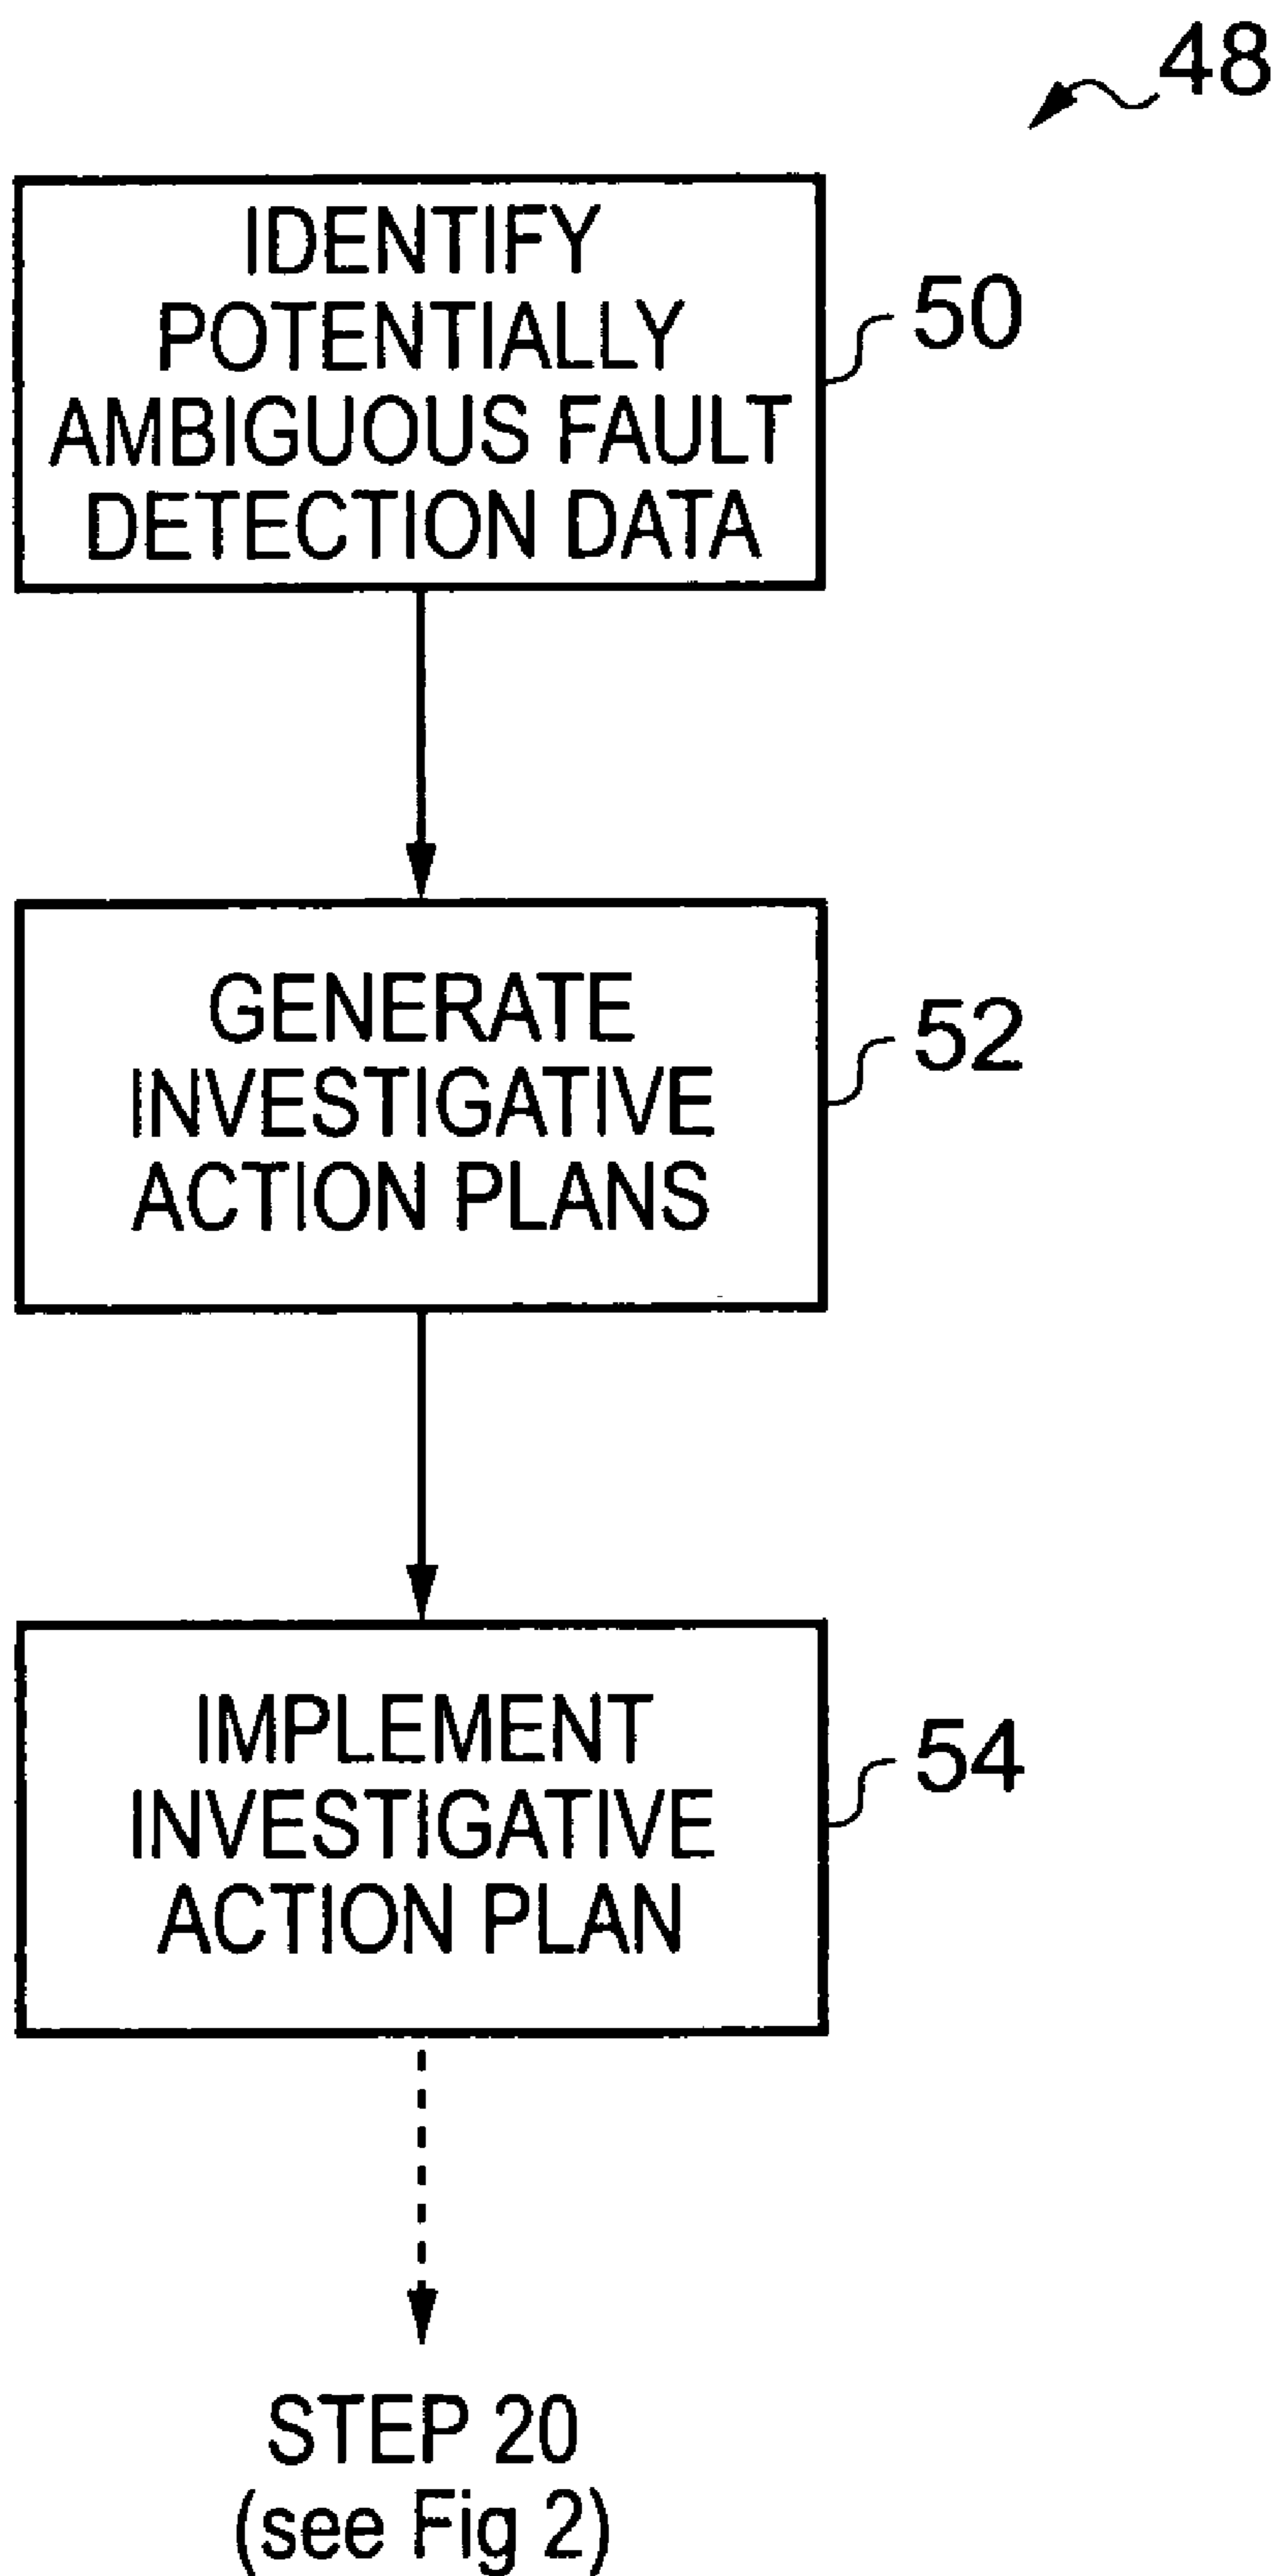 48
IDENTIFY
POTENTIALLY
AMBIGUOUS FAULT
DETECTION DATA
50
GENERATE
INVESTIGATIVE
ACTION PLANS
52
IMPLEMENT
INVESTIGATIVE
ACTION PLAN
54
STEP 20
(see Fig 2)